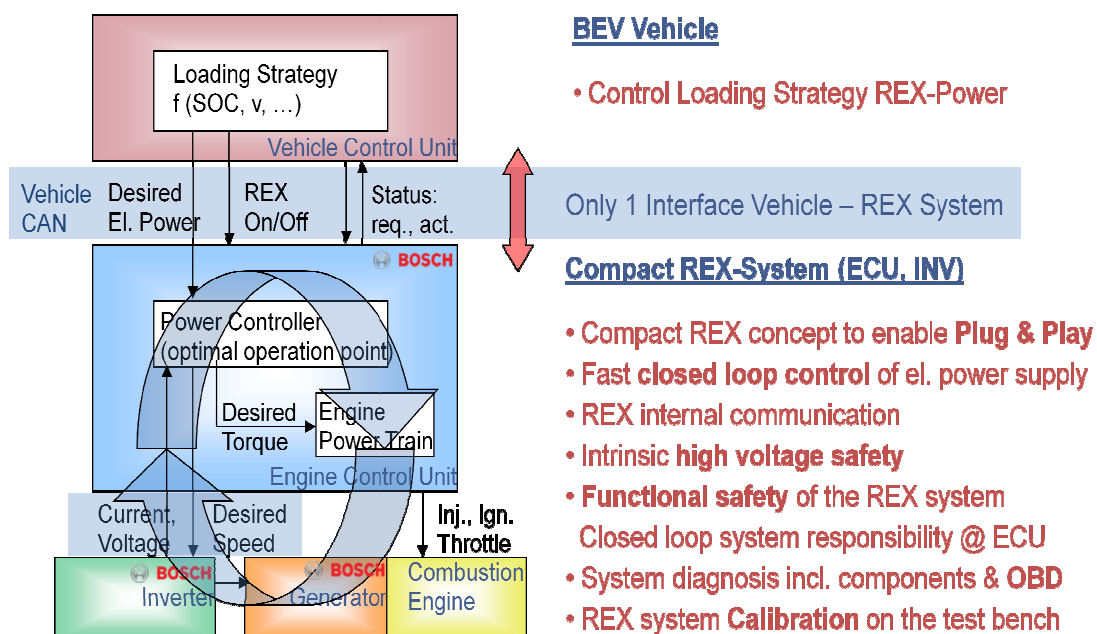 Loading Strategy
f (SOC, v, …)
Vehicle Control Unit
Vehicle
CAN
Desired
El. Power
REX
On/Off
Status:
req., act.
BOSCH
Power Controller
(optimal operation point)
Desired
Torque
Engine
Power Train
Engine Control Unit
Current,
Voltage
Desired
Speed
Inj., Ign.
Throttle
BOSCH
Inverter
BOSCH
Generator
Combustion
Engine
BEV Vehicle
• Control Loading Strategy REX-Power
Only 1 Interface Vehicle – REX System
Compact REX-System (ECU, INV)
• Compact REX concept to enable Plug & Play
• Fast closed loop control of el. power supply
• REX internal communication
• Intrinsic high voltage safety
• Functional safety of the REX system
Closed loop system responsibility @ ECU
• System diagnosis incl. components & OBD
• REX system Calibration on the test bench